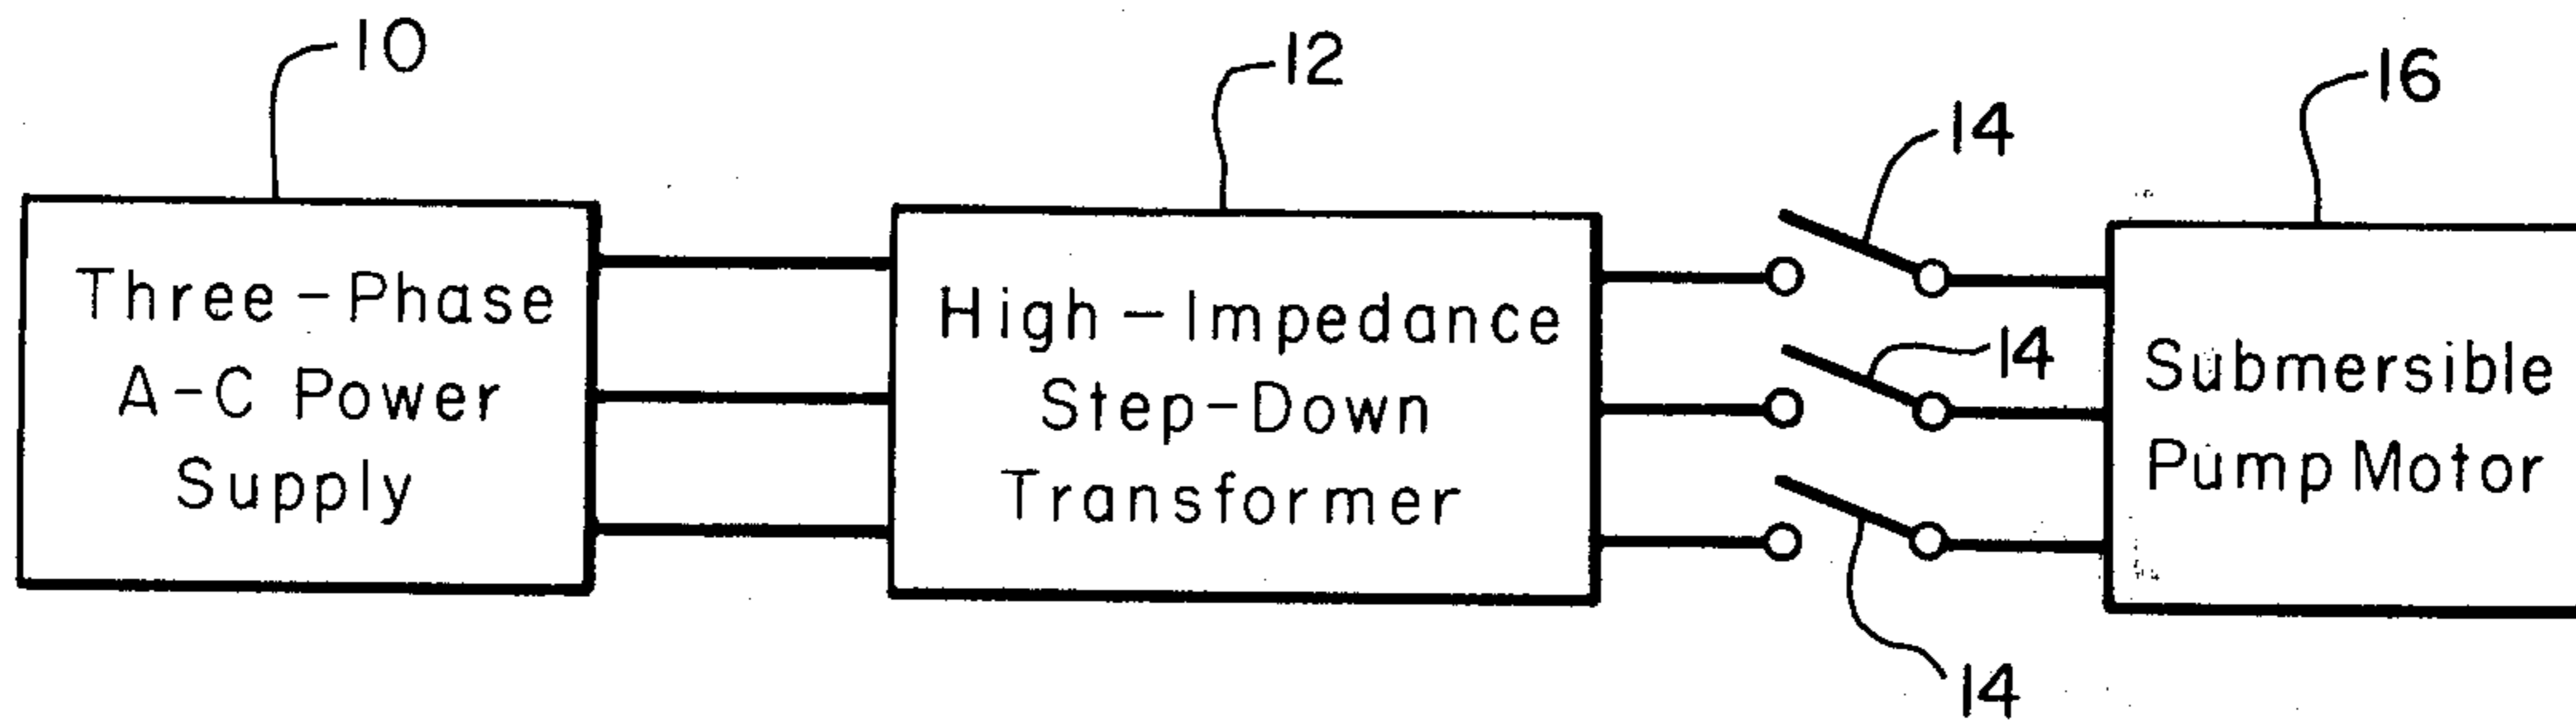 10
12
16
14
Three-Phase
A-C Power
Supply
High-Impedance
Step-Down
Transformer
14
Submersible
Pump Motor
14